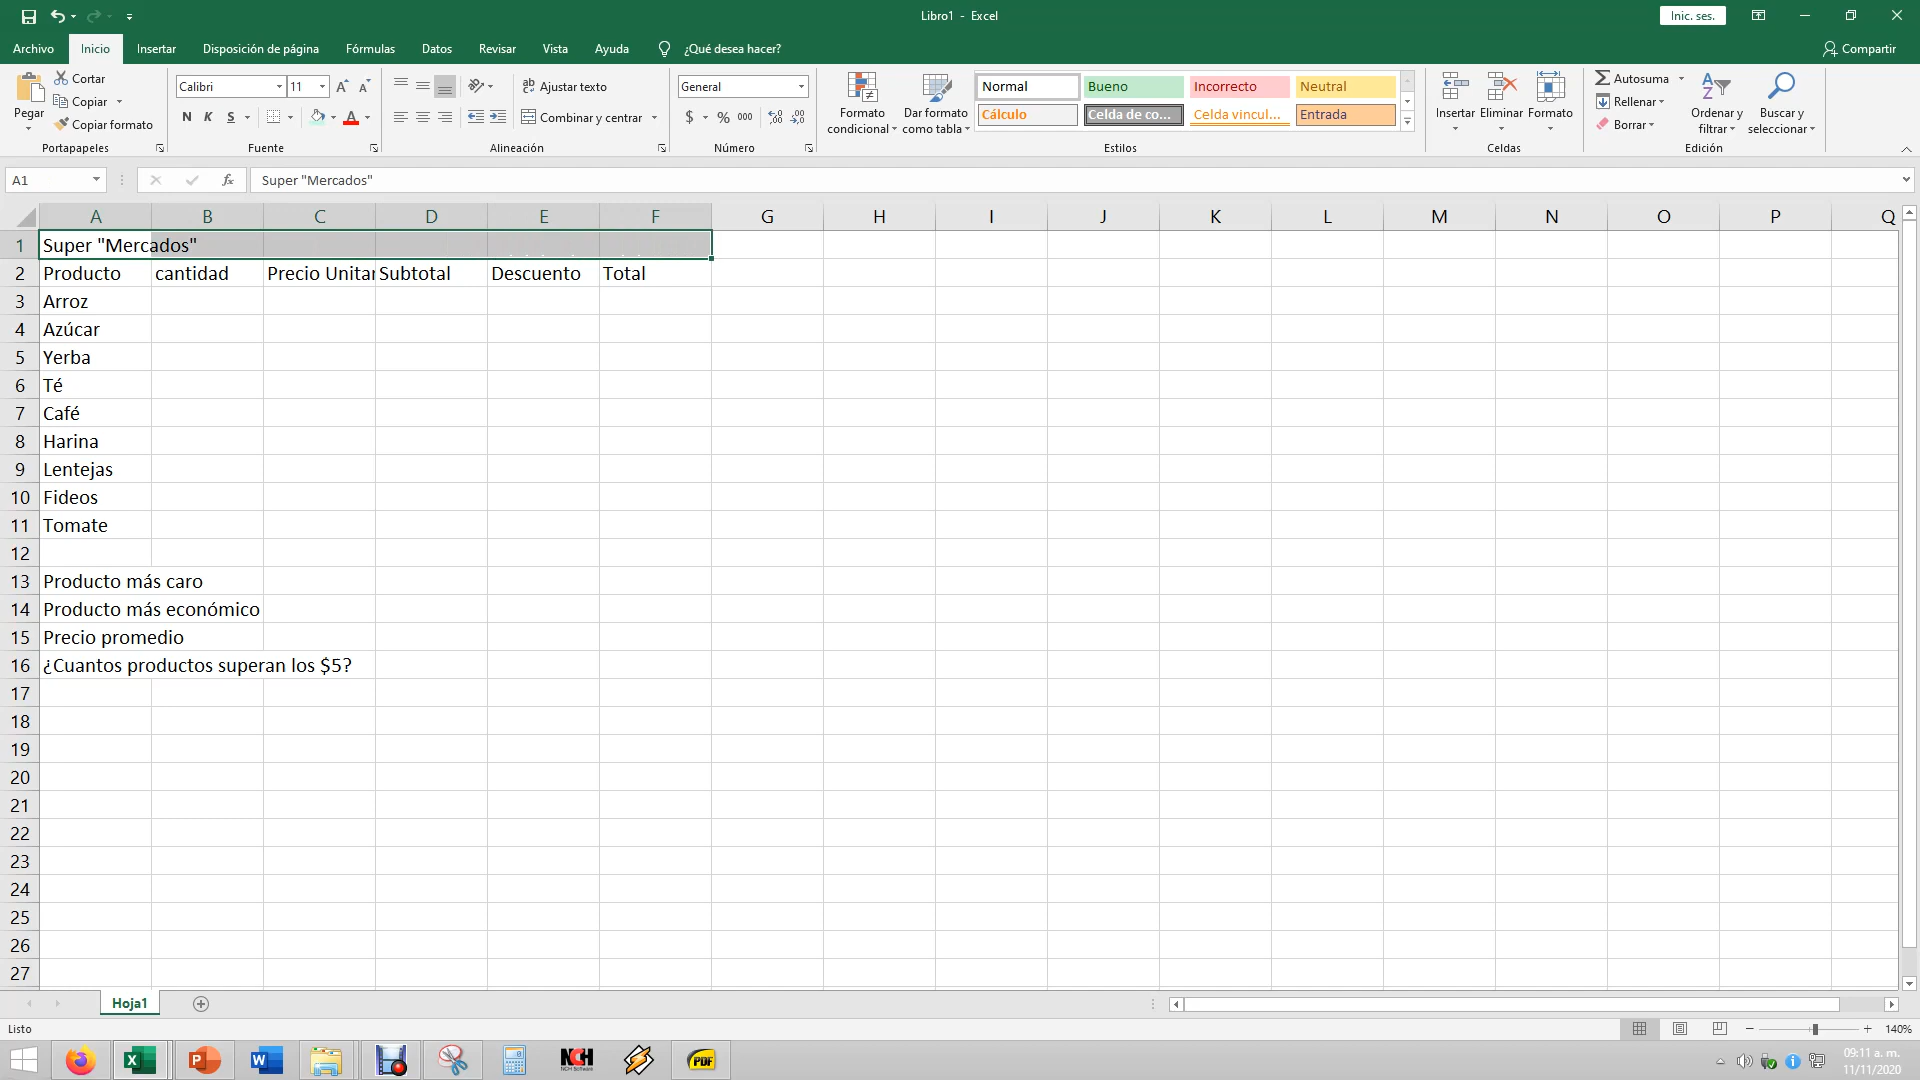 Libro1 - Excel
Inic. ses.
Archivo Inicio Insertar Disposición de página Fórmulas Datos Revisar Vista Ayuda ¿Qué desea hacer? Compartir
Pegar
Cortar
Copiar
Copiar formato
Portapapeles
Calibri 11
N K S
Fuente
Ajustar texto
Combinar y centrar
Alineación
General
$ % 000
Número
Formato condicional
Dar formato como tabla
Normal Bueno Incorrecto Neutral
Cálculo Celda de co... Celda vincul... Entrada
Estilos
Insertar Eliminar Formato
Celdas
Autosuma
Rellenar
Borrar
Ordenar y filtrar
Buscar y seleccionar
Edición
A1 fx Super "Mercados"
A B C D E F G H I J K L M N O P Q
1 Super "Mercados"
2 Producto cantidad Precio Unitar Subtotal Descuento Total
3 Arroz
4 Azúcar
5 Yerba
6 Té
7 Café
8 Harina
9 Lentejas
10 Fideos
11 Tomate
12
13 Producto más caro
14 Producto más económico
15 Precio promedio
16 ¿Cuantos productos superan los $5?
17
18
19
20
21
22
23
24
25
26
27
Hoja1
Listo
140%
NCH
PDF
09:11 a. m.
11/11/2020